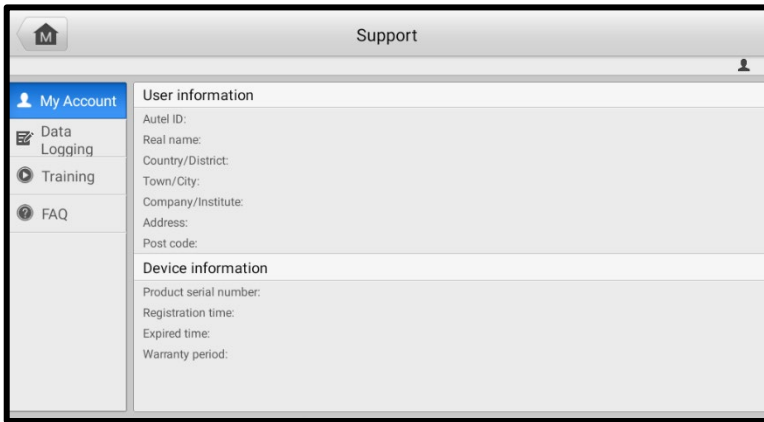 M
Support
My Account
Data
Logging
Training
FAQ
User information
Autel ID:
Real name:
Country/District:
Town/City:
Company/Institute:
Address:
Post code:
Device information
Product serial number:
Registration time:
Expired time:
Warranty period: